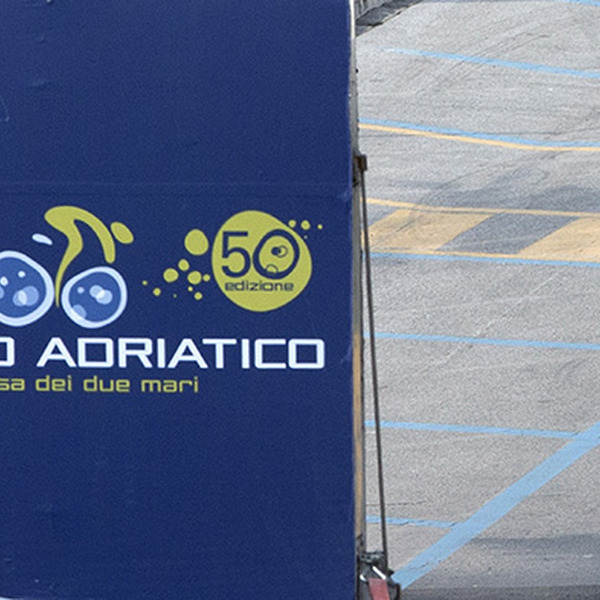 50
edizione
O ADRIATICO
sa dei due mari